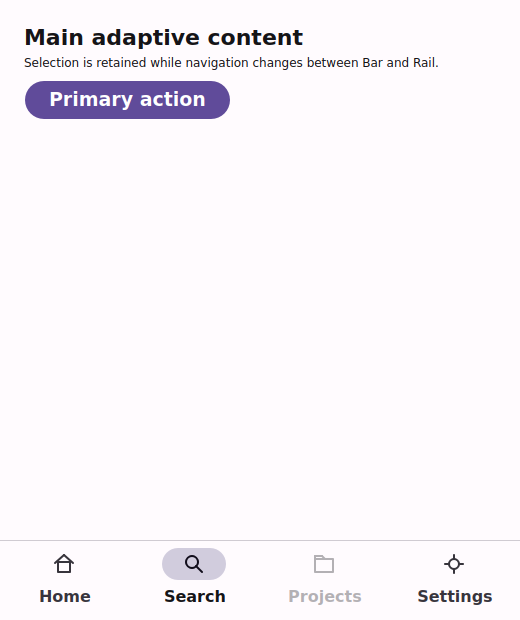 Main adaptive content
Selection is retained while navigation changes between Bar and Rail.
Primary action
Home
Search
Projects
Settings